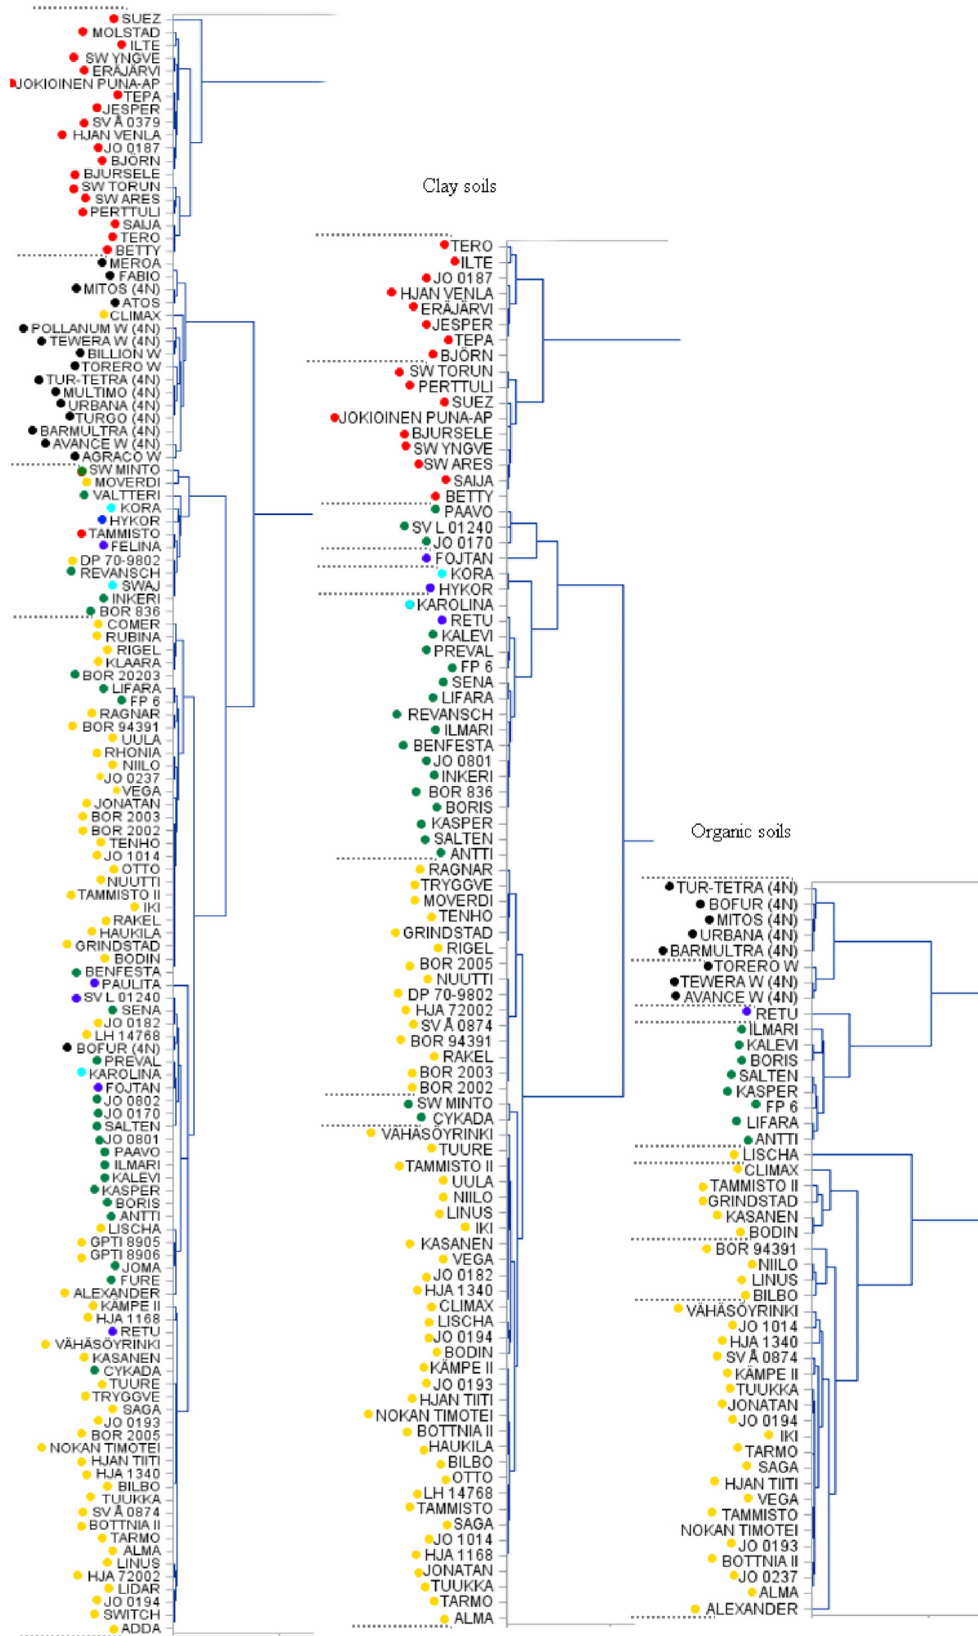 SUEZ
MOLSTAD
ILTE
SW YNGVE
ERÄJÄRVI
JOKIOINEN PUNA-AP
TEPA
JESPER
SV Å 0379
HJAN VENLA
JO 0187
BJÖRN
BJURSELE
SW TORUN
SW ARES
PERTTULI
SAIJA
TERO
BETTY
MEROA
FABIO
MITOS (4N)
ATOS
CLIMAX
POLLANUM W (4N)
TEWERA W (4N)
BILLION W
TORERO W
TUR-TETRA (4N)
MULTIMO (4N)
URBANA (4N)
TURGO (4N)
BARMULTRA (4N)
AVANCE W (4N)
AGRACO W
SW MINTO
MOVERDI
VALTTERI
KORA
HYKOR
TAMMISTO
FELINA
DP 70-9802
REVANSCH
SWAJ
INKERI
BOR 836
COMER
RUBINA
RIGEL
KLAARA
BOR 20203
LIFARA
FP 6
RAGNAR
BOR 94391
UULA
RHONIA
NIILO
JO 0237
VEGA
JONATAN
BOR 2003
BOR 2002
TENHO
JO 1014
OTTO
NUUTTI
TAMMISTO II
IKI
RAKEL
HAUKILA
GRINDSTAD
BODIN
BENFESTA
PAULITA
SV L 01240
SENA
JO 0182
LH 14768
BOFUR (4N)
PREVAL
KAROLINA
FOJTAN
JO 0802
JO 0170
SALTEN
JO 0801
PAAVO
ILMARI
KALEVI
KASPER
BORIS
ANTTI
LISCHA
GPTI 8905
GPTI 8906
JOMA
FURE
ALEXANDER
KÄMPE II
HJA 1168
RETU
VÄHÄSÖYRINKI
KASANEN
CYKADA
TUURE
TRYGGVE
SAGA
JO 0193
BOR 2005
NOKAN TIMOTEI
HJAN TIITI
HJA 1340
BILBO
TUUKKA
SV Å 0874
BOTTNIA II
TARMO
ALMA
LINUS
HJA 72002
LIDAR
JO 0194
SWITCH
ADDA
Clay soils
TERO
ILTE
JO 0187
HJAN VENLA
ERÄJÄRVI
JESPER
TEPA
BJÖRN
SW TORUN
PERTTULI
SUEZ
JOKIOINEN PUNA-AP
BJURSELE
SW YNGVE
SW ARES
SAIJA
BETTY
PAAVO
SV L 01240
JO 0170
FOJTAN
KORA
HYKOR
KAROLINA
RETU
KALEVI
PREVAL
FP 6
SENA
LIFARA
REVANSCH
ILMARI
BENFESTA
JO 0801
INKERI
BOR 836
BORIS
KASPER
SALTEN
ANTTI
RAGNAR
TRYGGVE
MOVERDI
TENHO
GRINDSTAD
RIGEL
BOR 2005
NUUTTI
DP 70-9802
HJA 72002
SV Å 0874
BOR 94391
RAKEL
BOR 2003
BOR 2002
SW MINTO
CYKADA
VÄHÄSÖYRINKI
TUURE
TAMMISTO II
UULA
NIILO
LINUS
IKI
KASANEN
VEGA
JO 0182
HJA 1340
CLIMAX
LISCHA
JO 0194
BODIN
KÄMPE II
JO 0193
HJAN TIITI
NOKAN TIMOTEI
BOTTNIA II
HAUKILA
BILBO
OTTO
LH 14768
TAMMISTO
SAGA
JO 1014
HJA 1168
JONATAN
TUUKKA
TARMO
ALMA
Organic soils
TUR-TETRA (4N)
BOFUR (4N)
MITOS (4N)
URBANA (4N)
BARMULTRA (4N)
TORERO W
TEWERA W (4N)
AVANCE W (4N)
RETU
ILMARI
KALEVI
BORIS
SALTEN
KASPER
FP 6
LIFARA
ANTTI
LISCHA
CLIMAX
TAMMISTO II
GRINDSTAD
KASANEN
BODIN
BOR 94391
NIILO
LINUS
BILBO
VÄHÄSÖYRINKI
JO 1014
HJA 1340
SV Å 0874
KÄMPE II
TUUKKA
JONATAN
JO 0194
IKI
TARMO
SAGA
HJAN TIITI
VEGA
TAMMISTO
NOKAN TIMOTEI
JO 0193
BOTTNIA II
JO 0237
ALMA
ALEXANDER